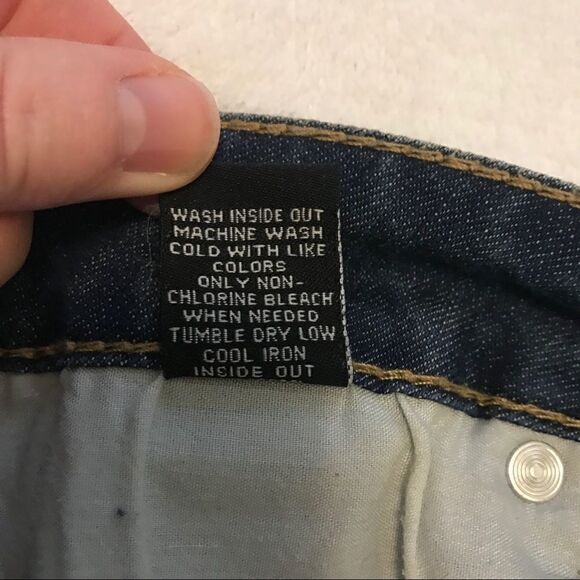 WASH INSIDE OUT
MACHINE WASH
COLD WITH LIKE
COLORS
ONLY NON-
CHLORINE BLEACH
WHEN NEEDED
TUMBLE DRY LOW
COOL IRON
INSIDE OUT